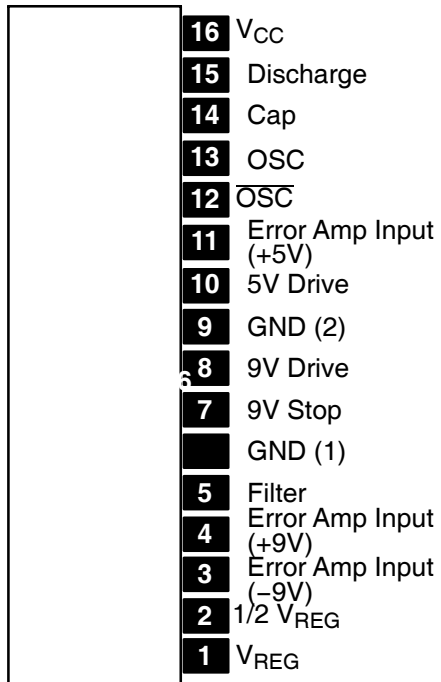 16 VCC
15 Discharge
14 Cap
13 OSC
12 O̅S̅C̅
11 Error Amp Input
(+5V)
10 5V Drive
9 GND (2)
8 9V Drive
6
7 9V Stop
GND (1)
5 Filter
4 Error Amp Input
(+9V)
3 Error Amp Input
(−9V)
2 1/2 VREG
1 VREG